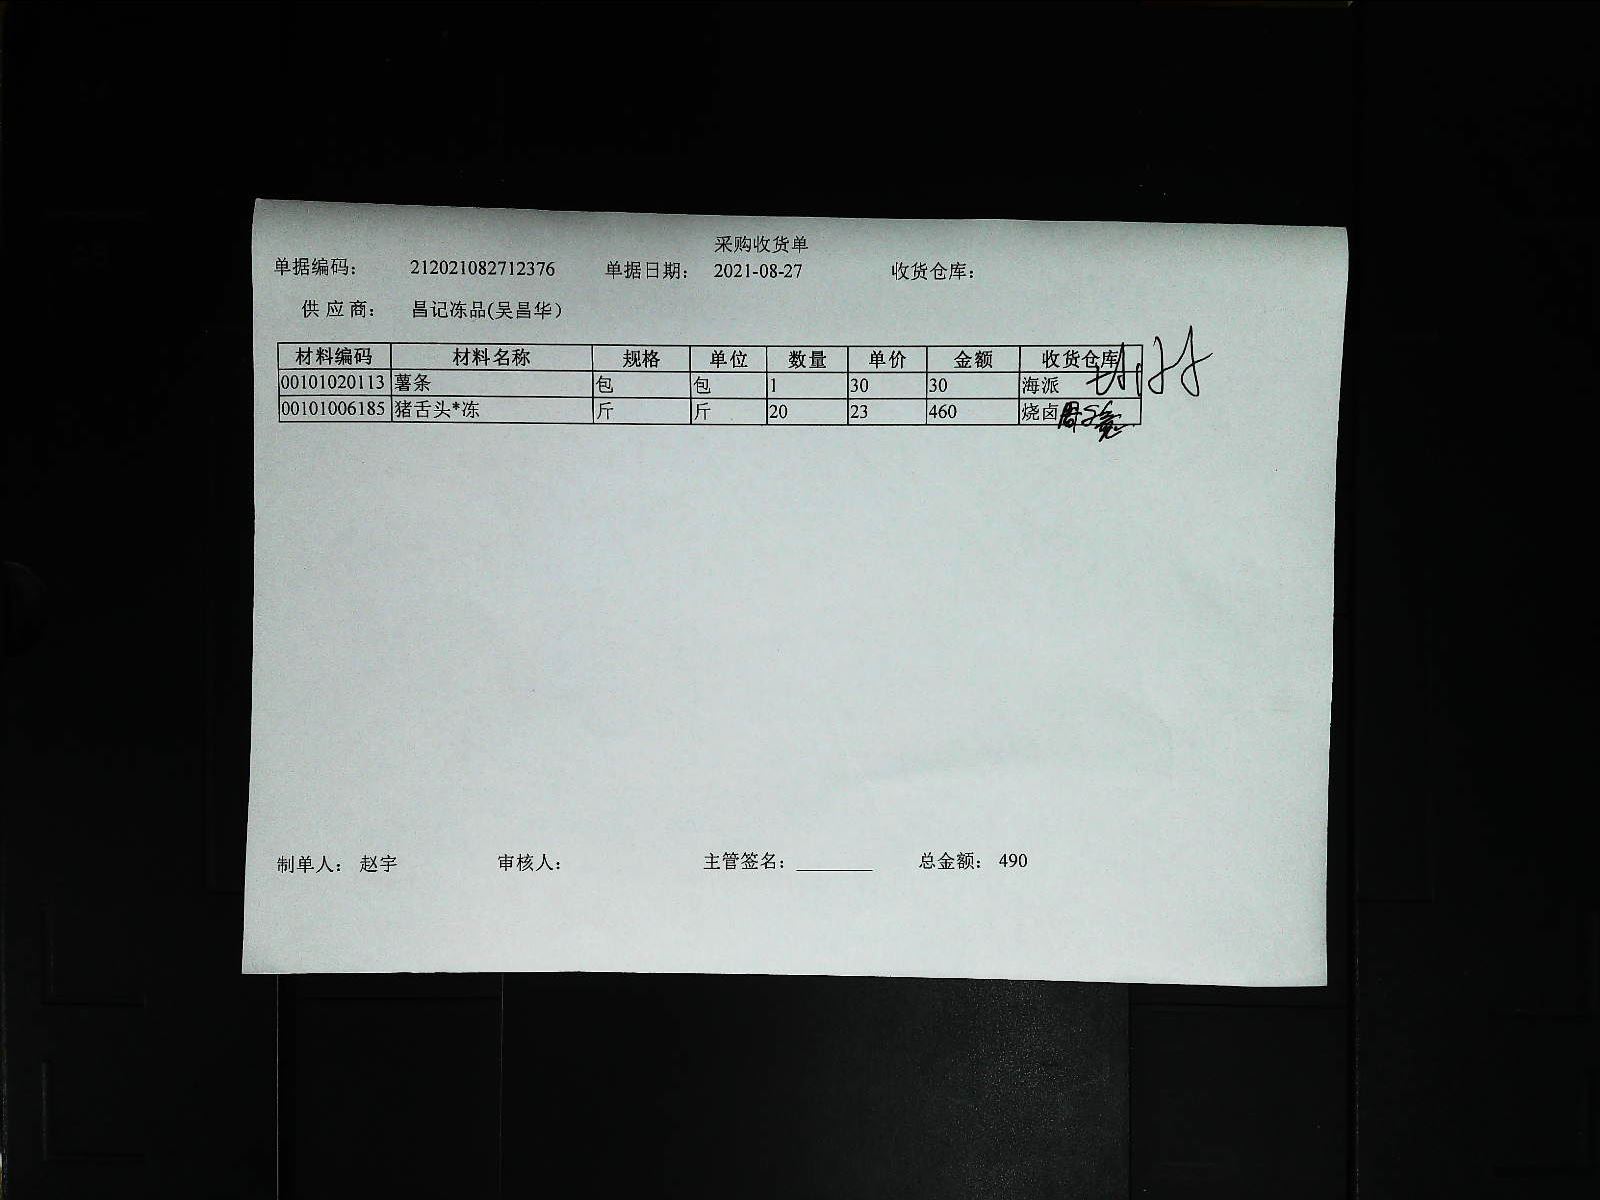 采购收货单
单据编码： 212021082712376 单据日期： 2021-08-27 收货仓库：
供 应 商： 昌记冻品(吴昌华）
材料编码 材料名称 规格 单位 数量 单价 金额 收货仓库
00101020113 薯条 包 包 1 30 30 海派
00101006185 猪舌头*冻 斤 斤 20 23 460 烧卤
制单人： 赵宇 审核人： 主管签名： 总金额： 490